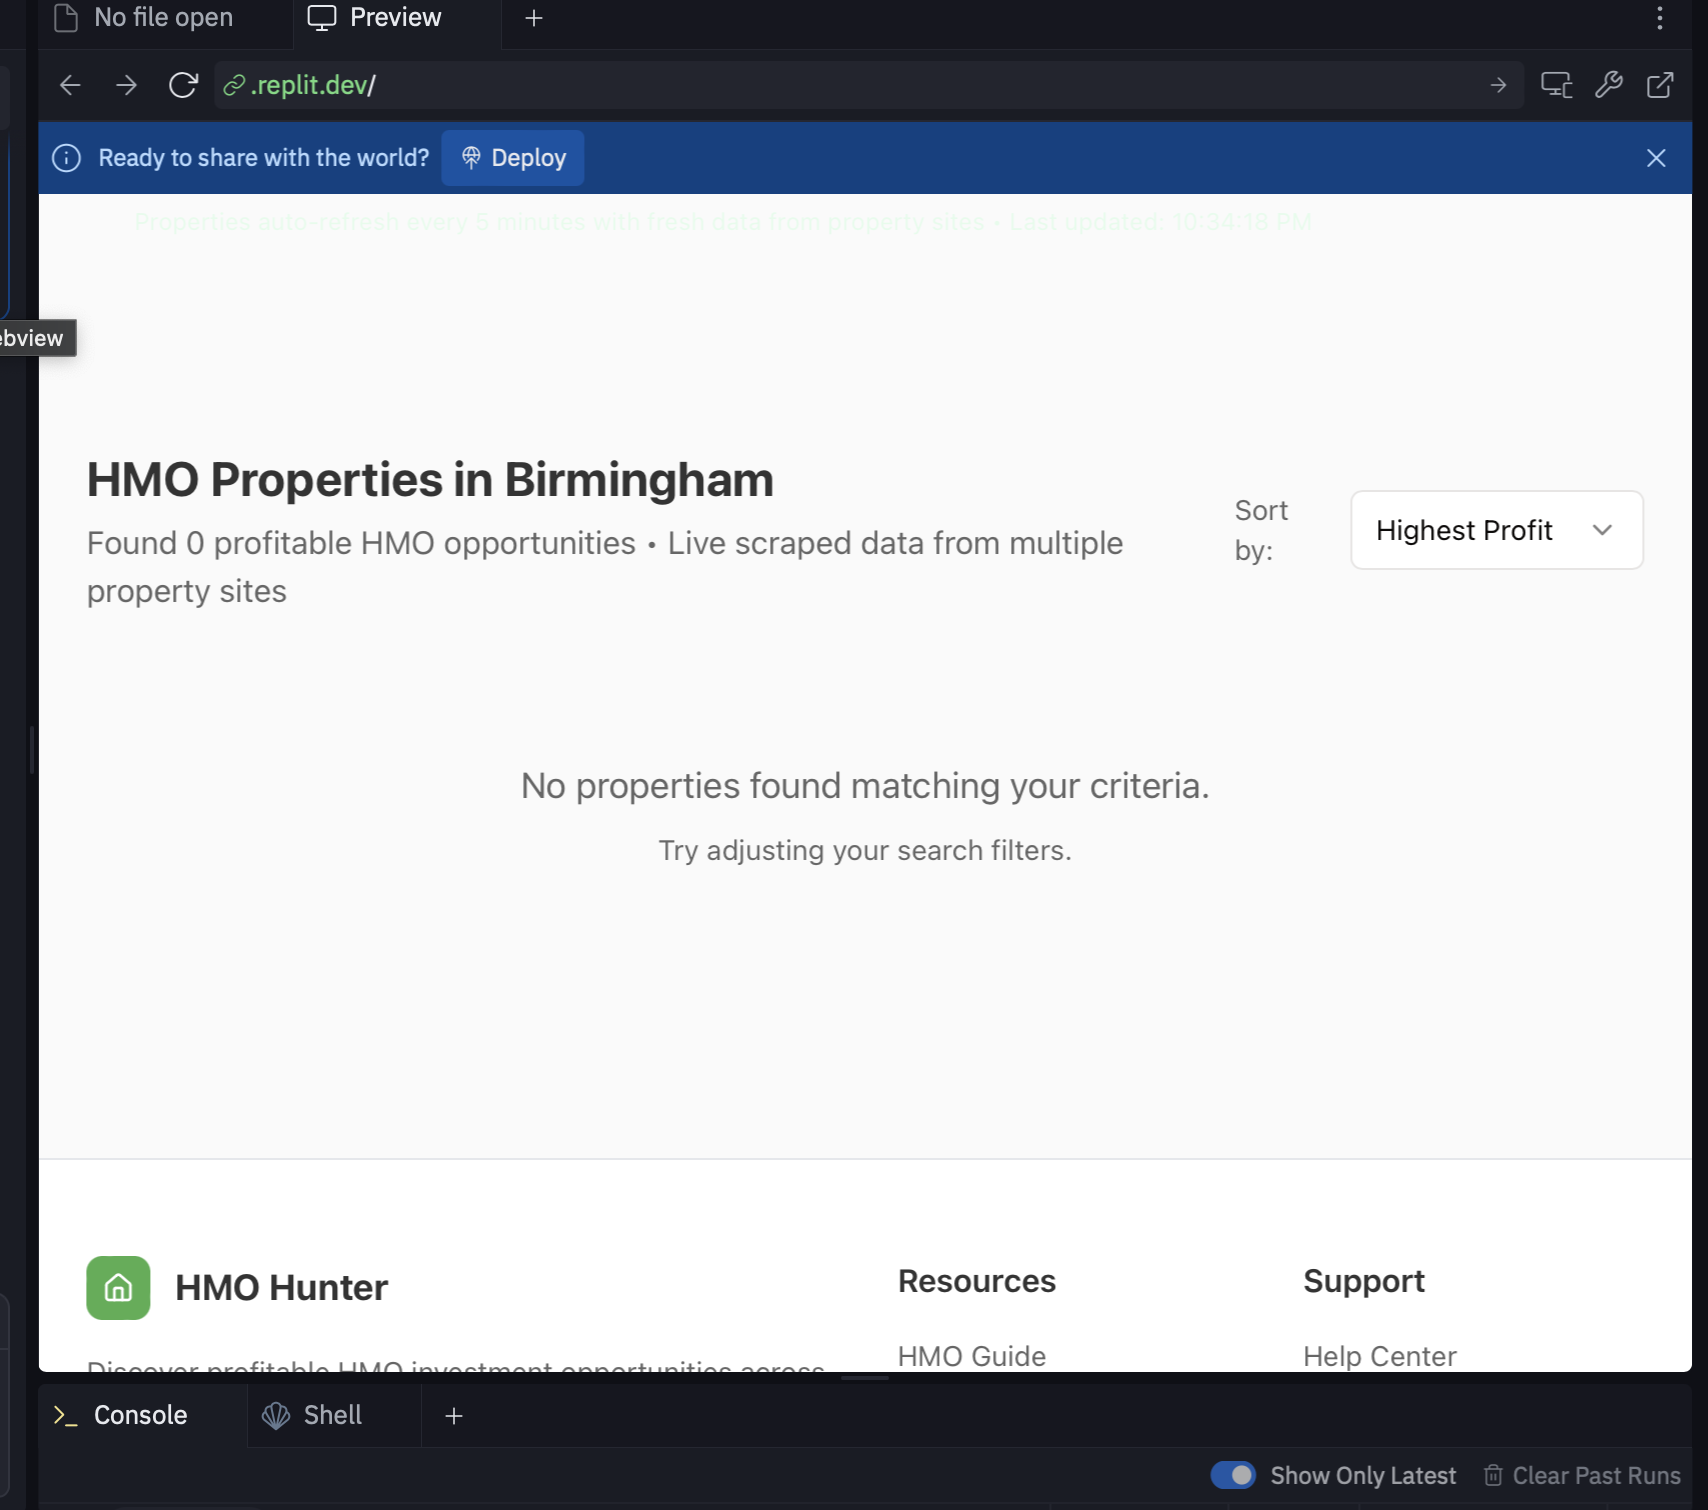 No file open
Preview
.replit.dev/
Ready to share with the world?
Deploy
Properties auto-refresh every 5 minutes with fresh data from property sites • Last updated: 10:34:18 PM
ebview
HMO Properties in Birmingham
Found 0 profitable HMO opportunities • Live scraped data from multiple
property sites
Sort
by:
Highest Profit
No properties found matching your criteria.
Try adjusting your search filters.
HMO Hunter
Resources
Support
Discover profitable HMO investment opportunities across
HMO Guide
Help Center
Console
Shell
Show Only Latest
Clear Past Runs